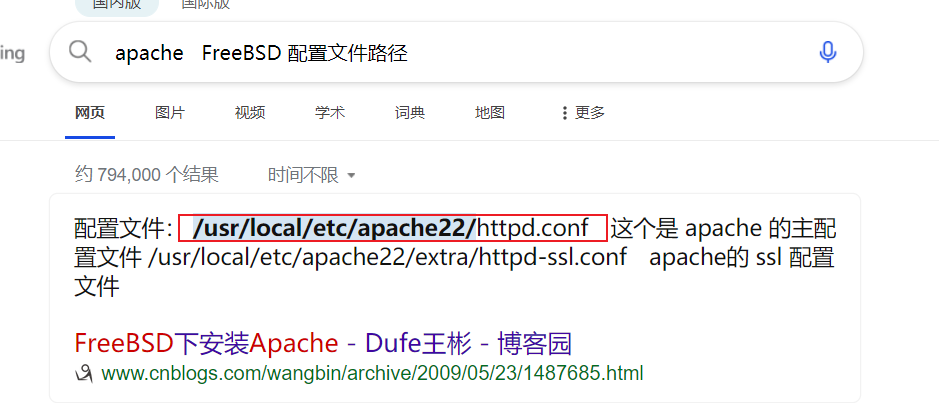 国内版 国际版
ing
apache FreeBSD 配置文件路径
网页 图片 视频 学术 词典 地图 更多
约 794,000 个结果 时间不限
配置文件： /usr/local/etc/apache22/httpd.conf 这个是 apache 的主配
置文件 /usr/local/etc/apache22/extra/httpd-ssl.conf apache的 ssl 配置
文件
FreeBSD下安装Apache - Dufe王彬 - 博客园
www.cnblogs.com/wangbin/archive/2009/05/23/1487685.html